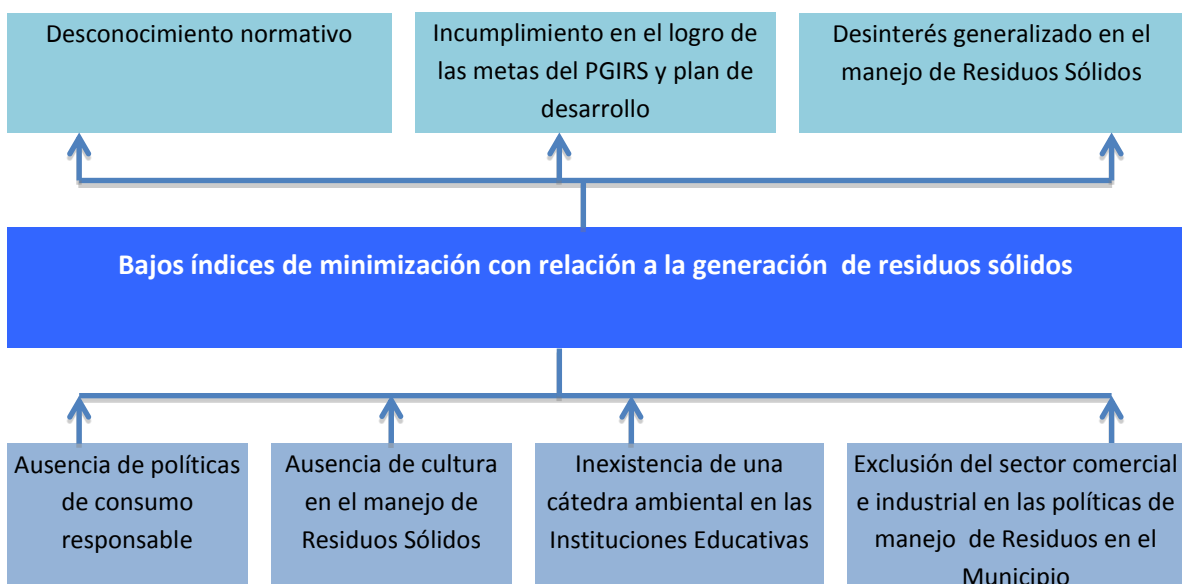 Desconocimiento normativo
Incumplimiento en el logro de
las metas del PGIRS y plan de
desarrollo
Desinterés generalizado en el
manejo de Residuos Sólidos
Bajos índices de minimización con relación a la generación  de residuos sólidos
Ausencia de políticas
de consumo
responsable
Ausencia de cultura
en el manejo de
Residuos Sólidos
Inexistencia de una
cátedra ambiental en las
Instituciones Educativas
Exclusión del sector comercial
e industrial en las políticas de
manejo  de Residuos en el
Municipio